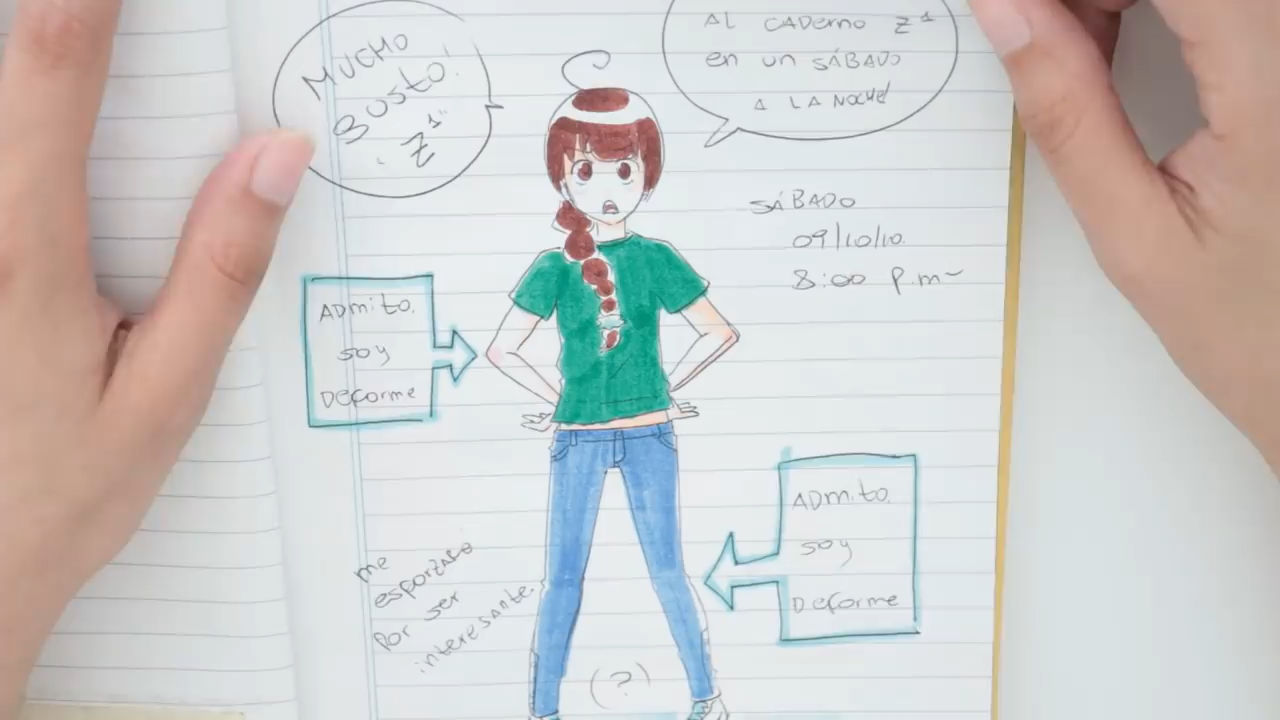 MUCHO
Gusto!
Z¹
AL CADerno Z¹
en un SÁBADO
A LA NOCHE!
SÁBADO
09/10/10.
8:00 P.m~
ADmito.
soy
DeForme
ADmito.
soy
DeForme
me
esforzaco
por ser
interesante.
(?)